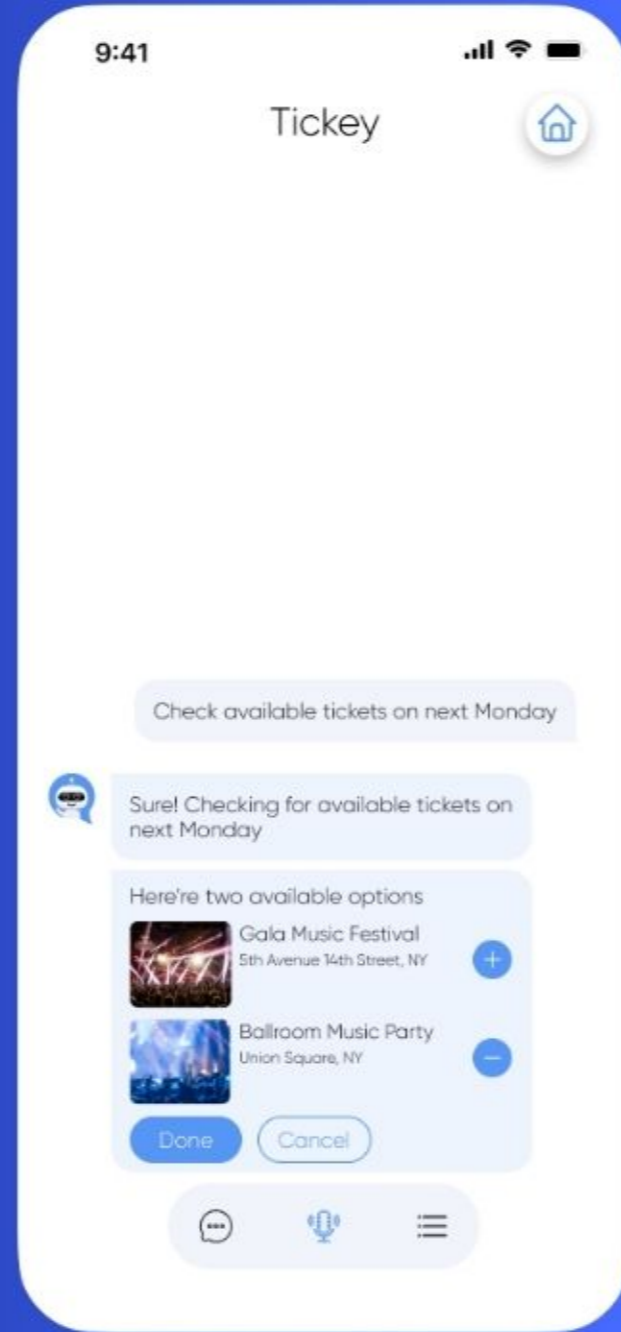 9:41
Tickey
Check available tickets on next Monday
Sure! Checking for available tickets on
next Monday
Here're two available options
Gala Music Festival
5th Avenue 14th Street, NY
Ballroom Music Party
Union Square, NY
Done
Cancel